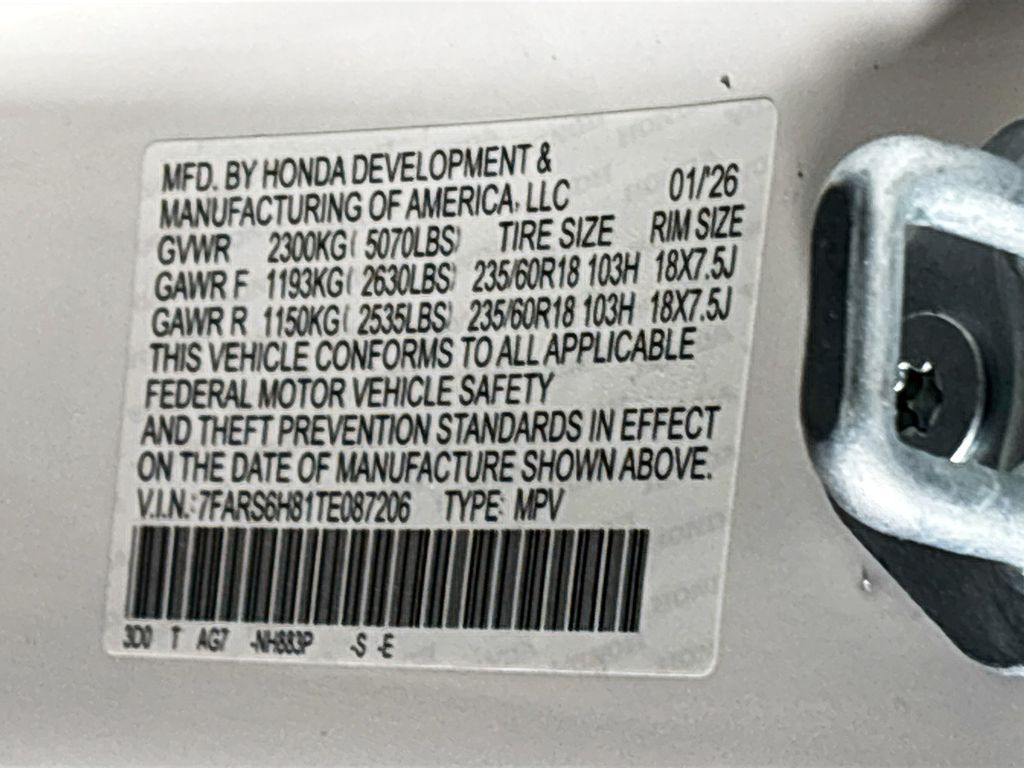 MFD. BY HONDA DEVELOPMENT &
MANUFACTURING OF AMERICA, LLC 01/'26
GVWR 2300KG( 5070LBS) TIRE SIZE RIM SIZE
GAWR F 1193KG( 2630LBS) 235/60R18 103H 18X7.5J
GAWR R 1150KG( 2535LBS) 235/60R18 103H 18X7.5J
THIS VEHICLE CONFORMS TO ALL APPLICABLE
FEDERAL MOTOR VEHICLE SAFETY
AND THEFT PREVENTION STANDARDS IN EFFECT
ON THE DATE OF MANUFACTURE SHOWN ABOVE.
V.I.N.: 7FARS6H81TE087206 TYPE: MPV
3D0 T AG7 -NH883P -S -E